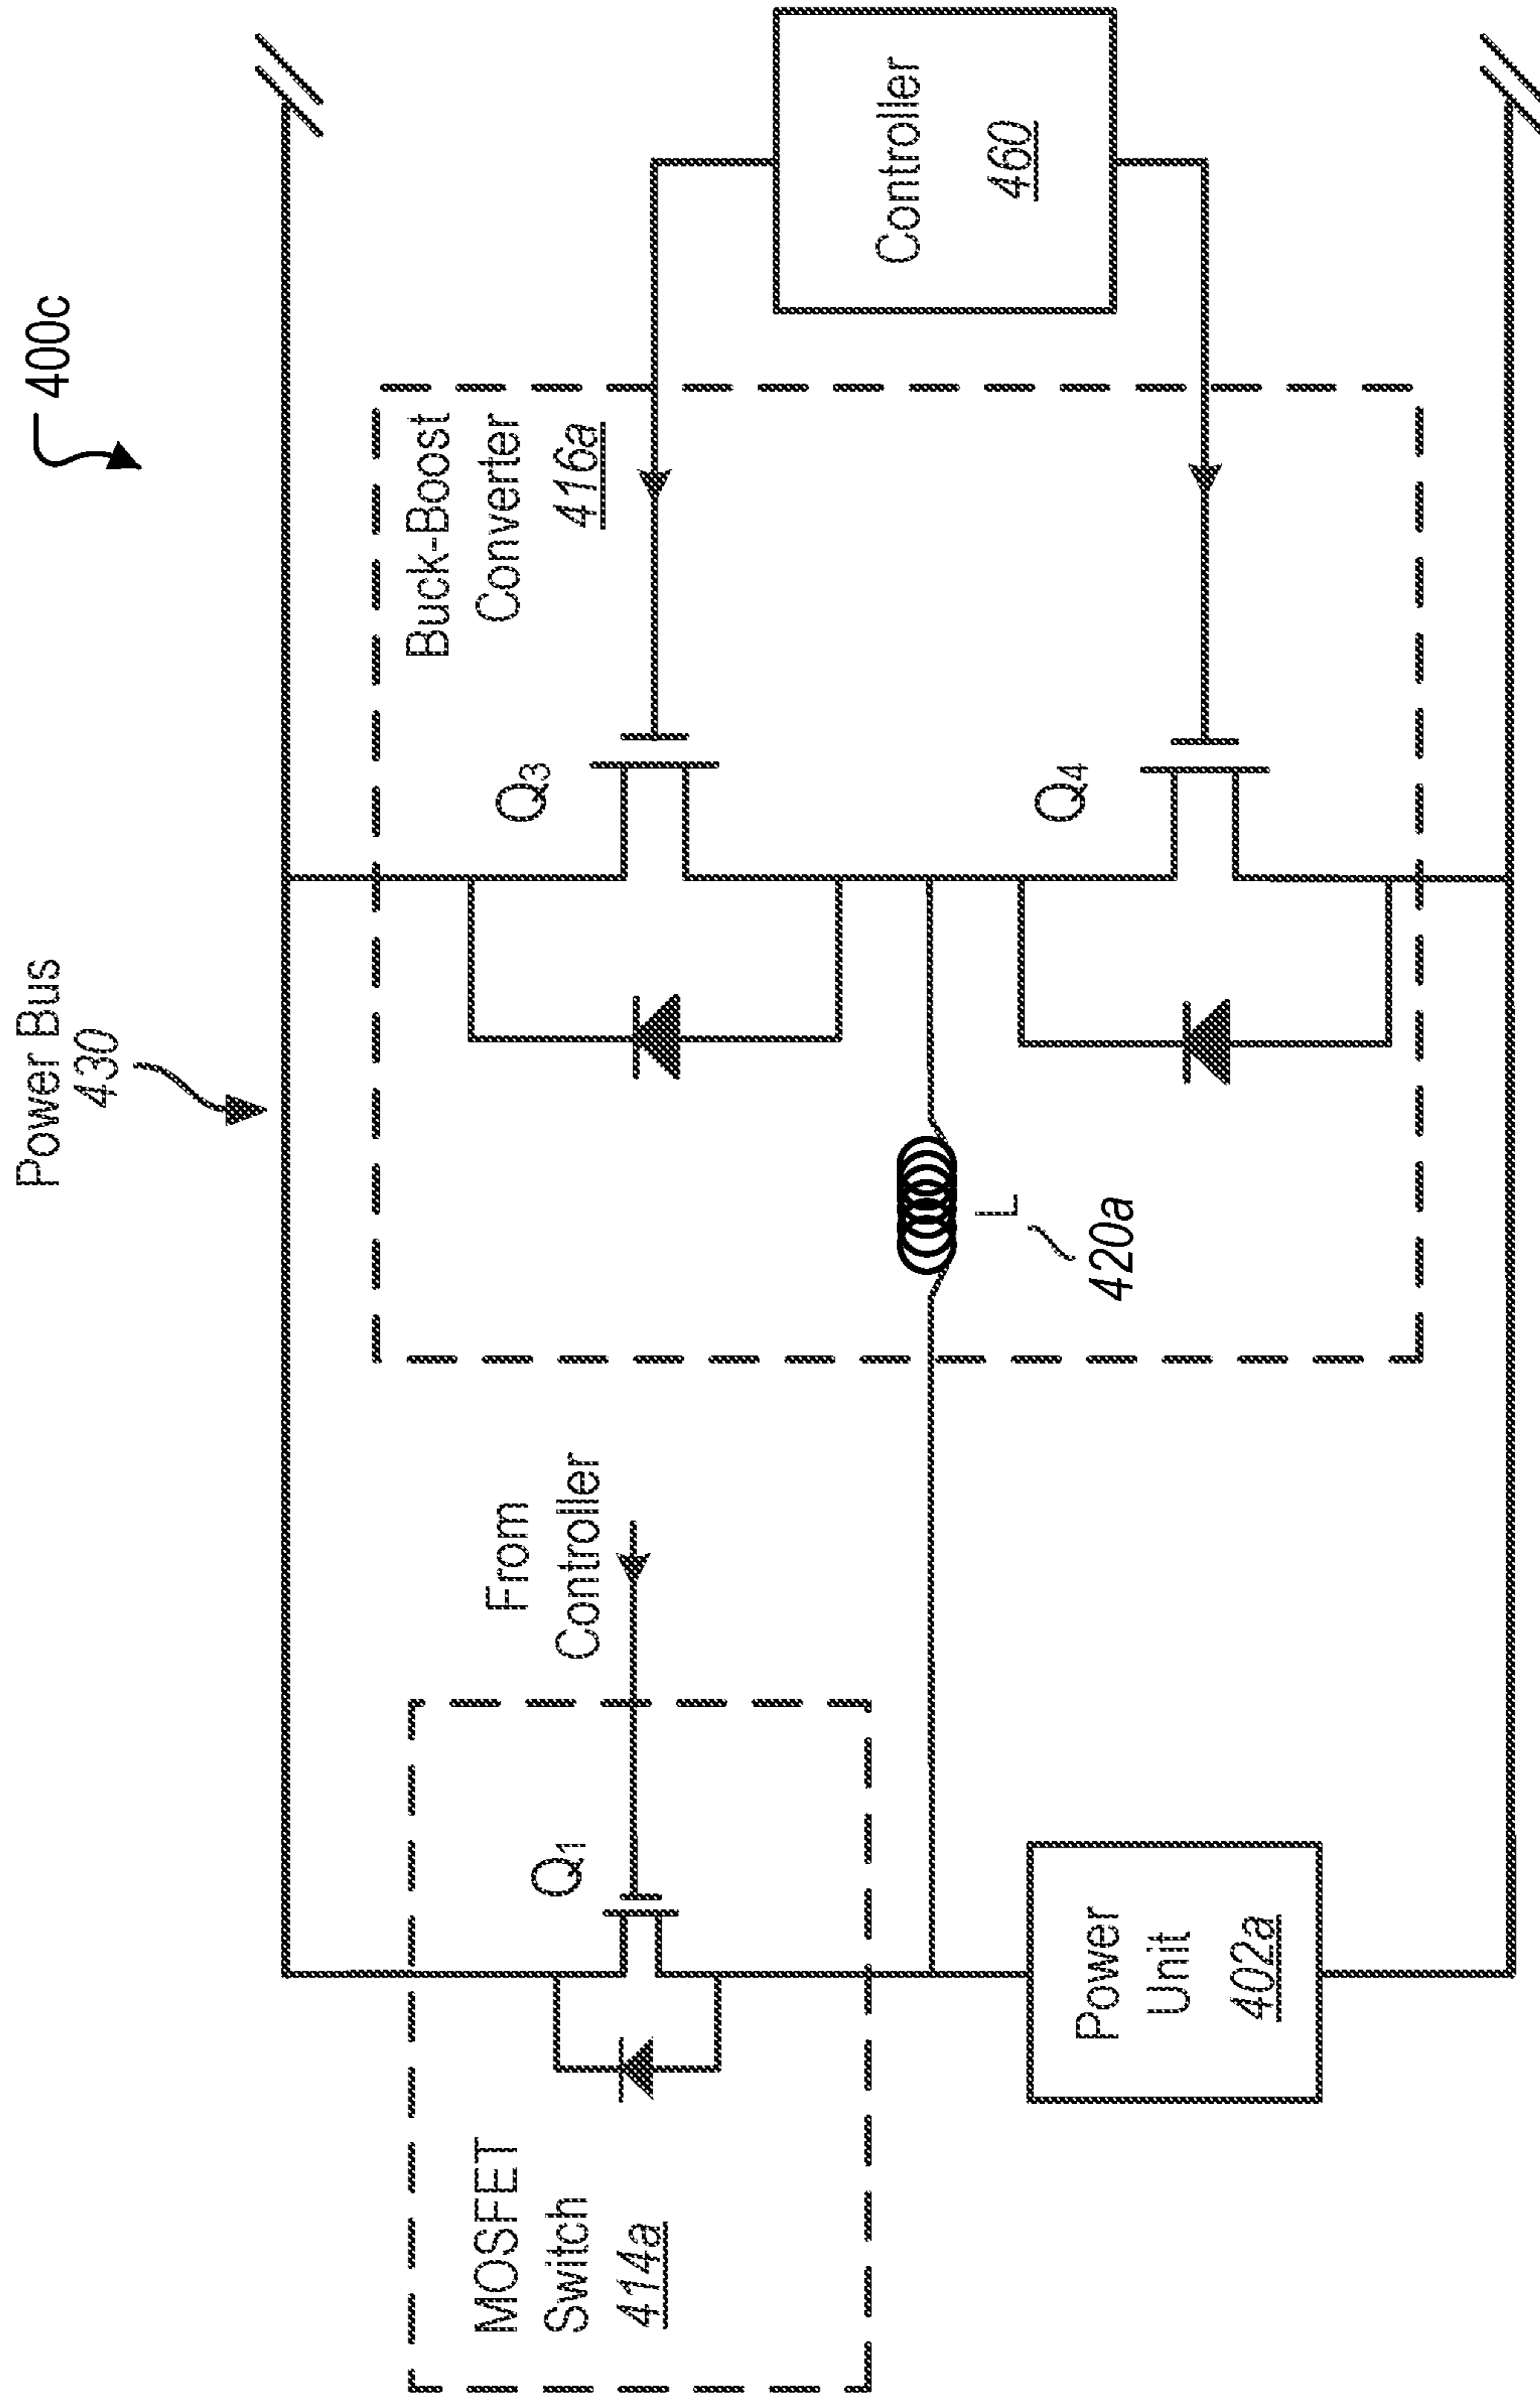 400c
Power Bus
430
MOSFET
Switch
414a
Q1
From
Controller
Buck-Boost
Converter
416a
Q3
Q4
L
420a
Power
Unit
402a
Controller
460